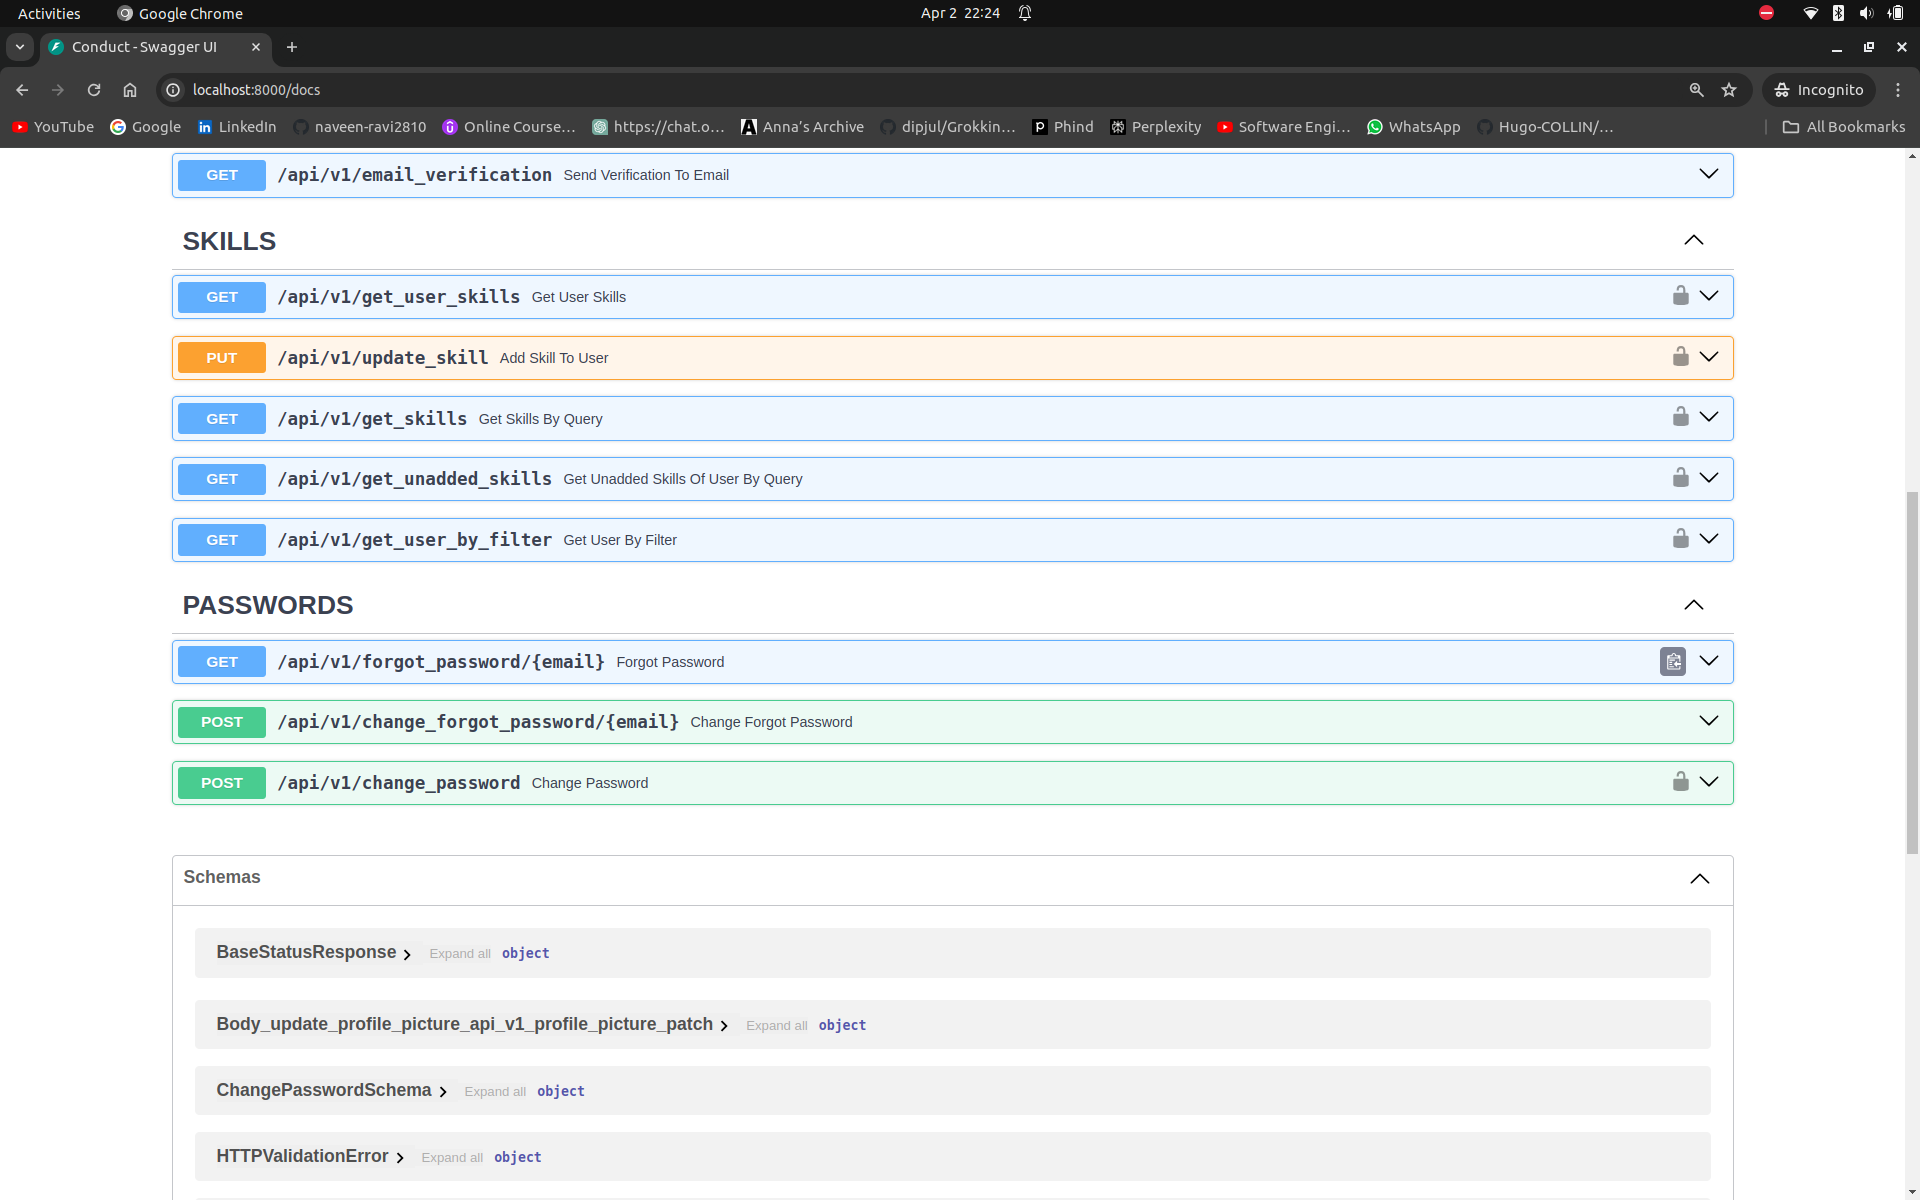 Activities Google Chrome Apr 2 22:24
Conduct - Swagger UI
localhost:8000/docs Incognito
YouTube Google LinkedIn naveen-ravi2810 Online Course... https://chat.o... Anna's Archive dipjul/Grokkin... Phind Perplexity Software Engi... WhatsApp Hugo-COLLIN/... All Bookmarks
GET /api/v1/email_verification Send Verification To Email
SKILLS
GET /api/v1/get_user_skills Get User Skills
PUT /api/v1/update_skill Add Skill To User
GET /api/v1/get_skills Get Skills By Query
GET /api/v1/get_unadded_skills Get Unadded Skills Of User By Query
GET /api/v1/get_user_by_filter Get User By Filter
PASSWORDS
GET /api/v1/forgot_password/{email} Forgot Password
POST /api/v1/change_forgot_password/{email} Change Forgot Password
POST /api/v1/change_password Change Password
Schemas
BaseStatusResponse Expand all object
Body_update_profile_picture_api_v1_profile_picture_patch Expand all object
ChangePasswordSchema Expand all object
HTTPValidationError Expand all object